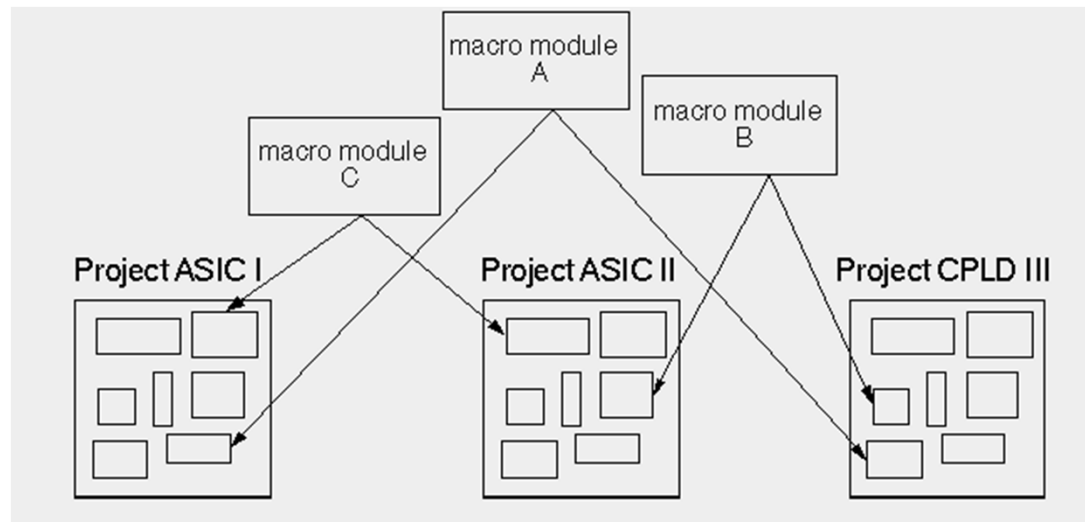 macro module
A
macro module
B
macro module
C
Project ASIC I
Project ASIC II
Project CPLD III